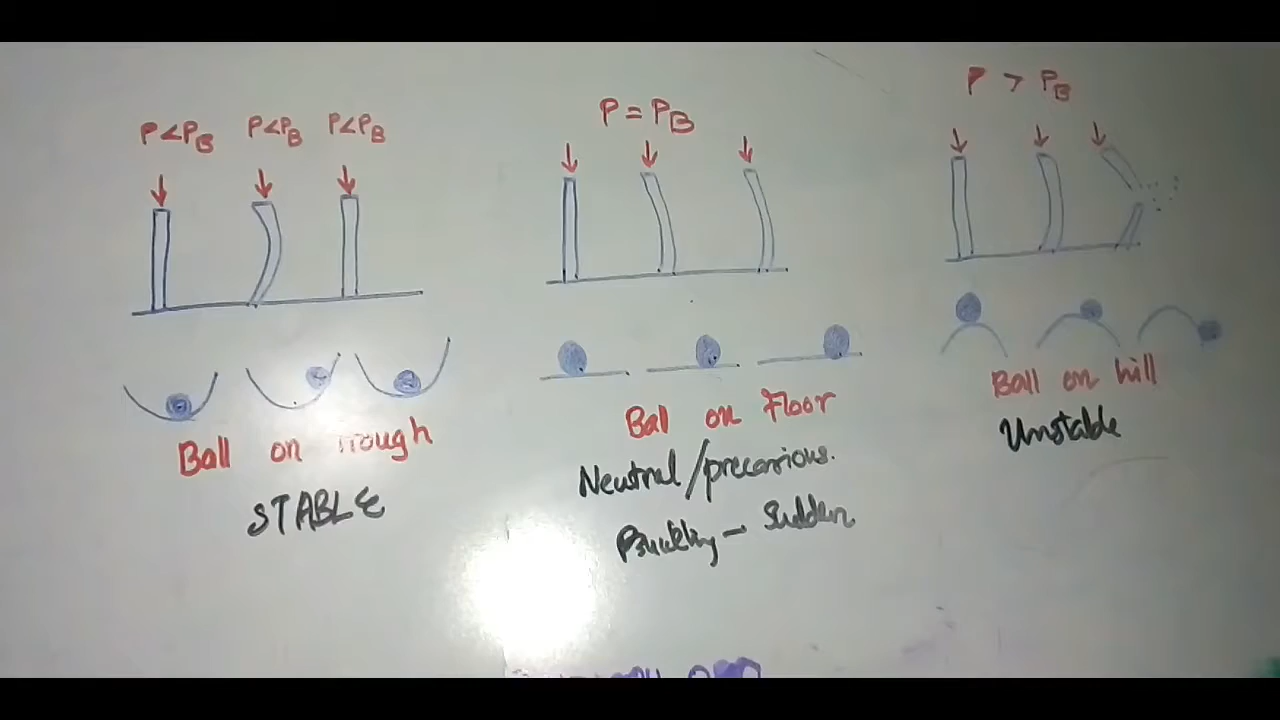 P<PB P<PB P<PB
Ball on Trough
STABLE
P = PB
Ball on Floor
Neutral/precarious.
Buckling - Sudden
P > PB
Ball on hill
Unstable